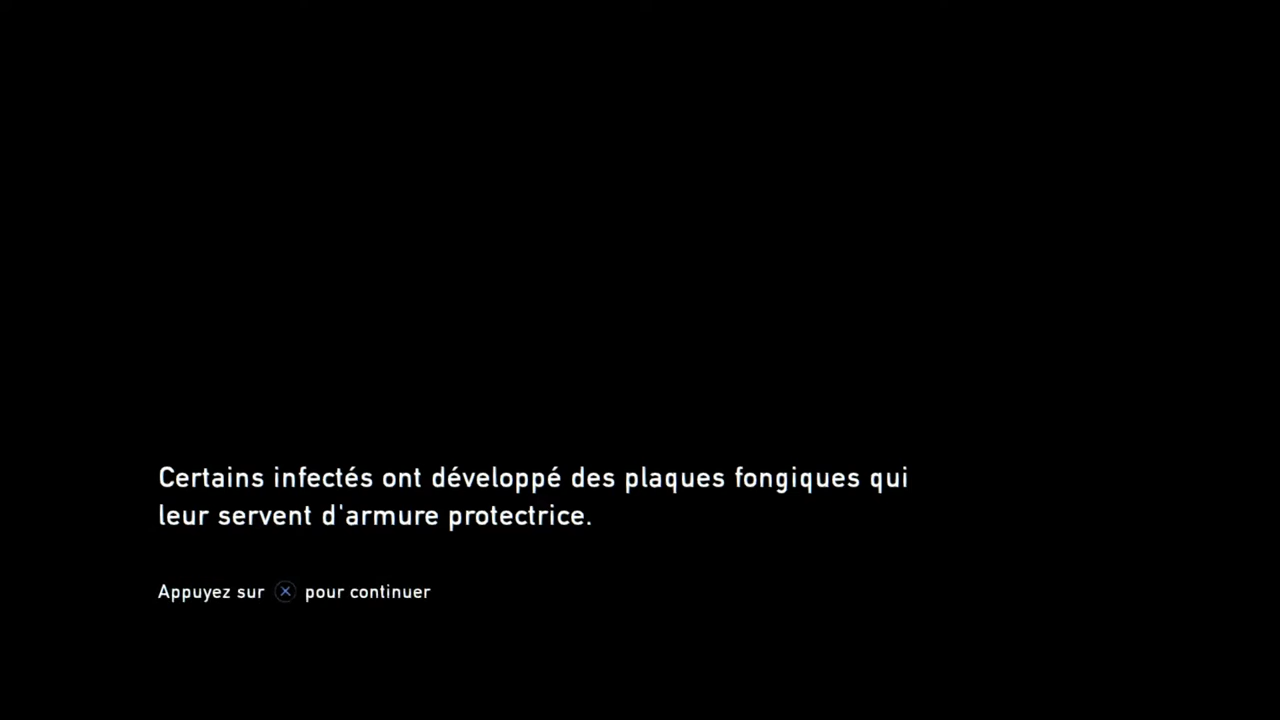 Certains infectés ont développé des plaques fongiques qui
leur servent d'armure protectrice.
Appuyez sur ⓧ pour continuer